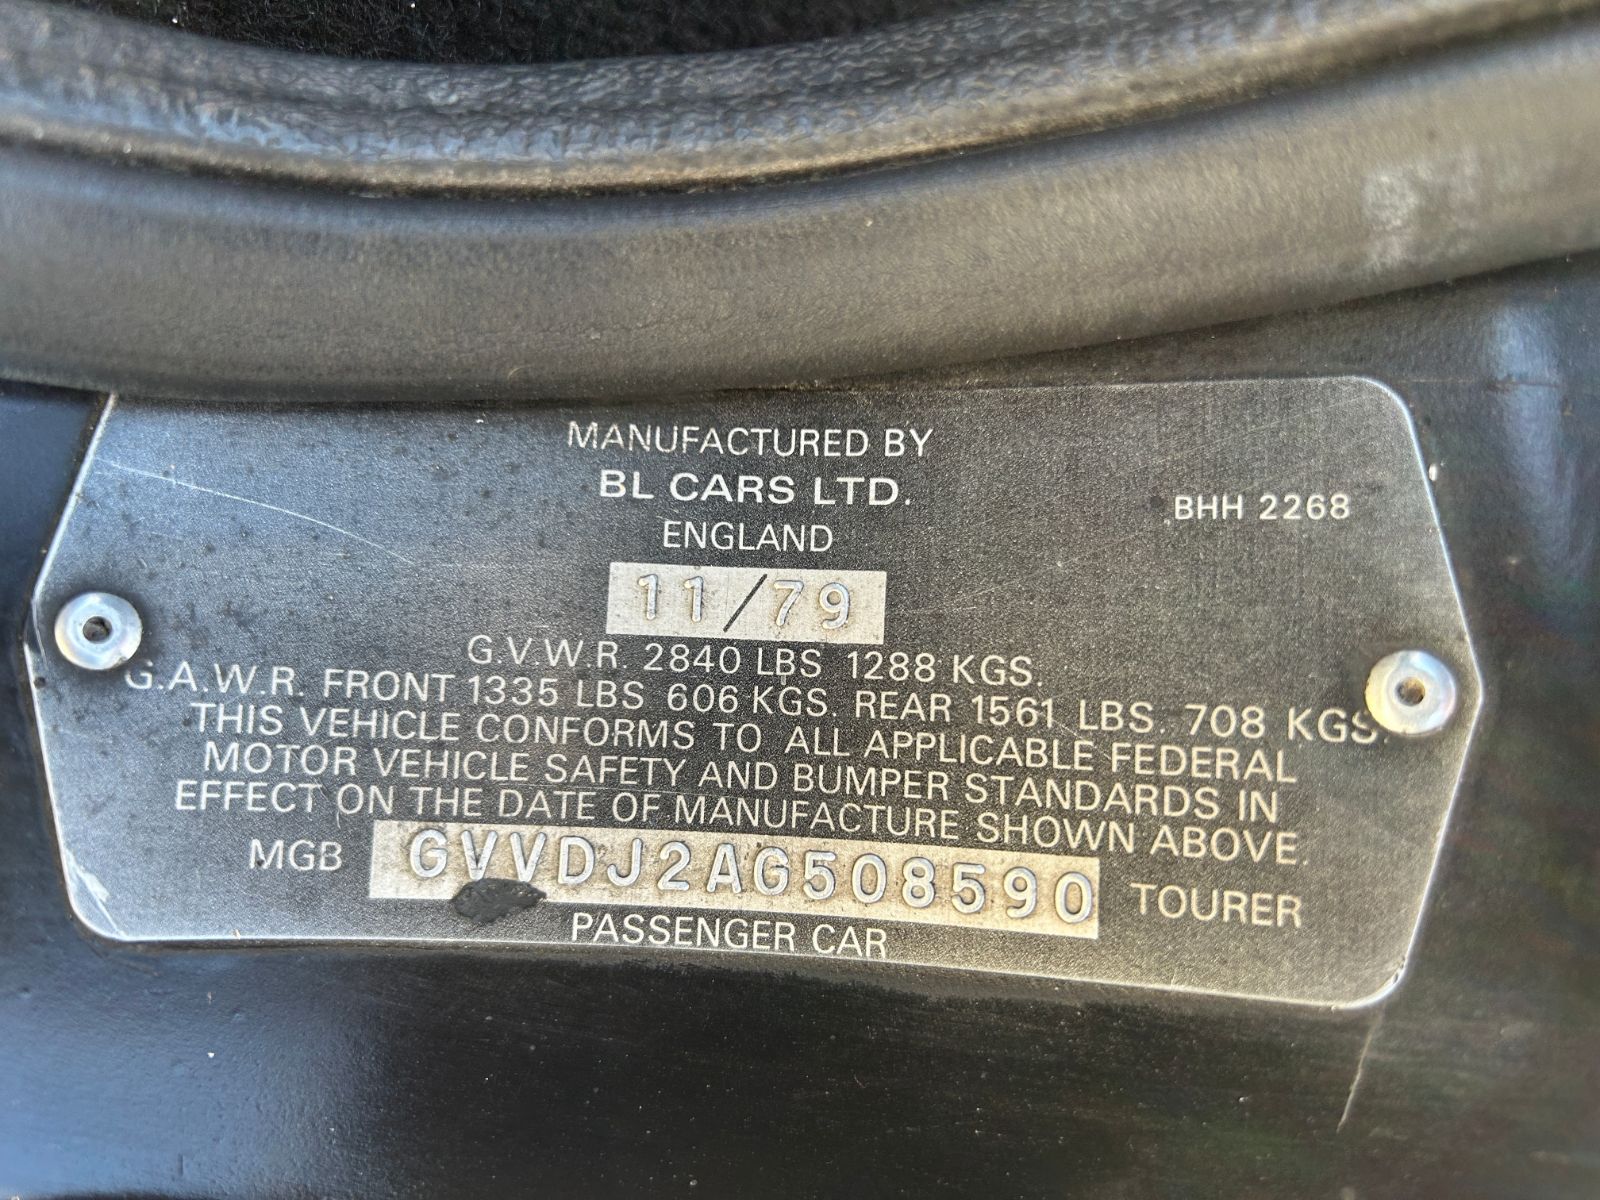 MANUFACTURED BY
BL CARS LTD.
BHH 2268
ENGLAND
11/79
G.V.W.R. 2840 LBS 1288 KGS.
G.A.W.R. FRONT 1335 LBS 606 KGS. REAR 1561 LBS. 708 KGS.
THIS VEHICLE CONFORMS TO ALL APPLICABLE FEDERAL
MOTOR VEHICLE SAFETY AND BUMPER STANDARDS IN
EFFECT ON THE DATE OF MANUFACTURE SHOWN ABOVE.
MGB GVVDJ2AG508590 TOURER
PASSENGER CAR